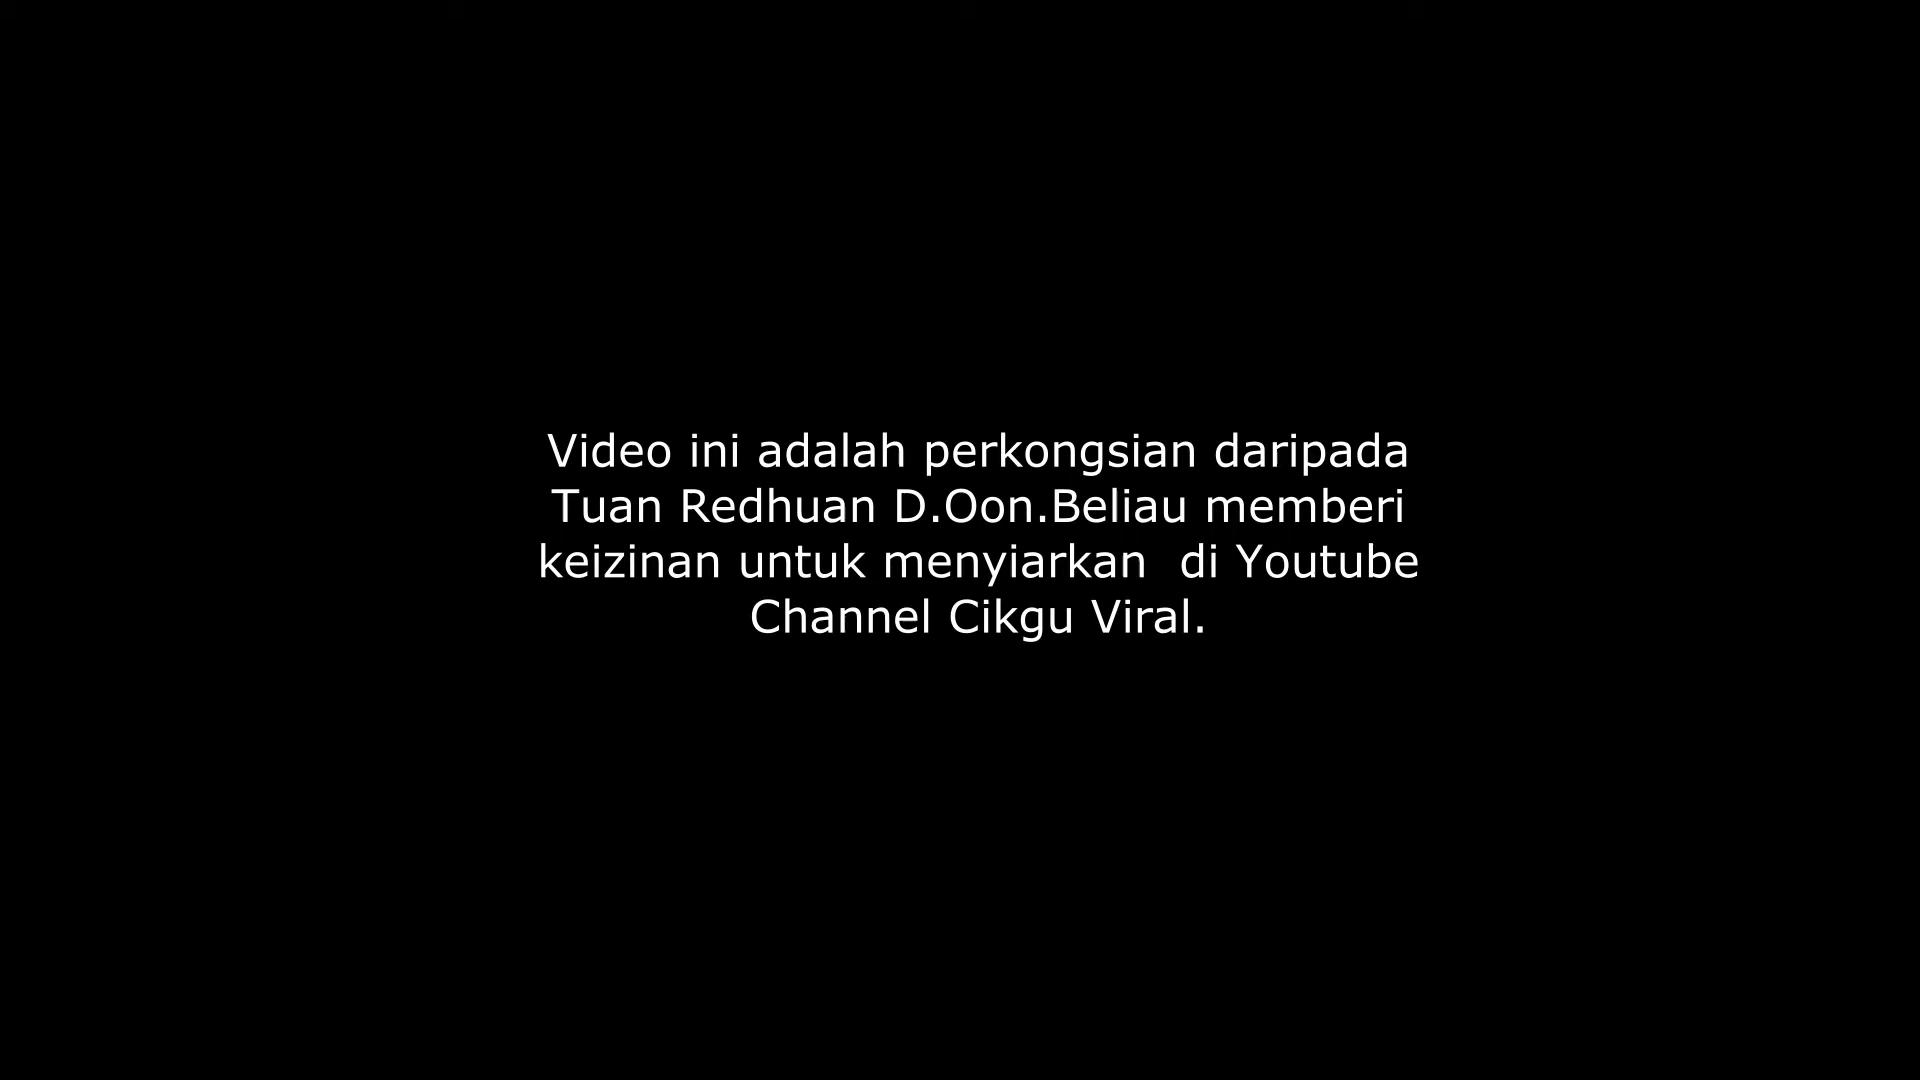 Video ini adalah perkongsian daripada
Tuan Redhuan D.Oon.Beliau memberi
keizinan untuk menyiarkan  di Youtube
Channel Cikgu Viral.